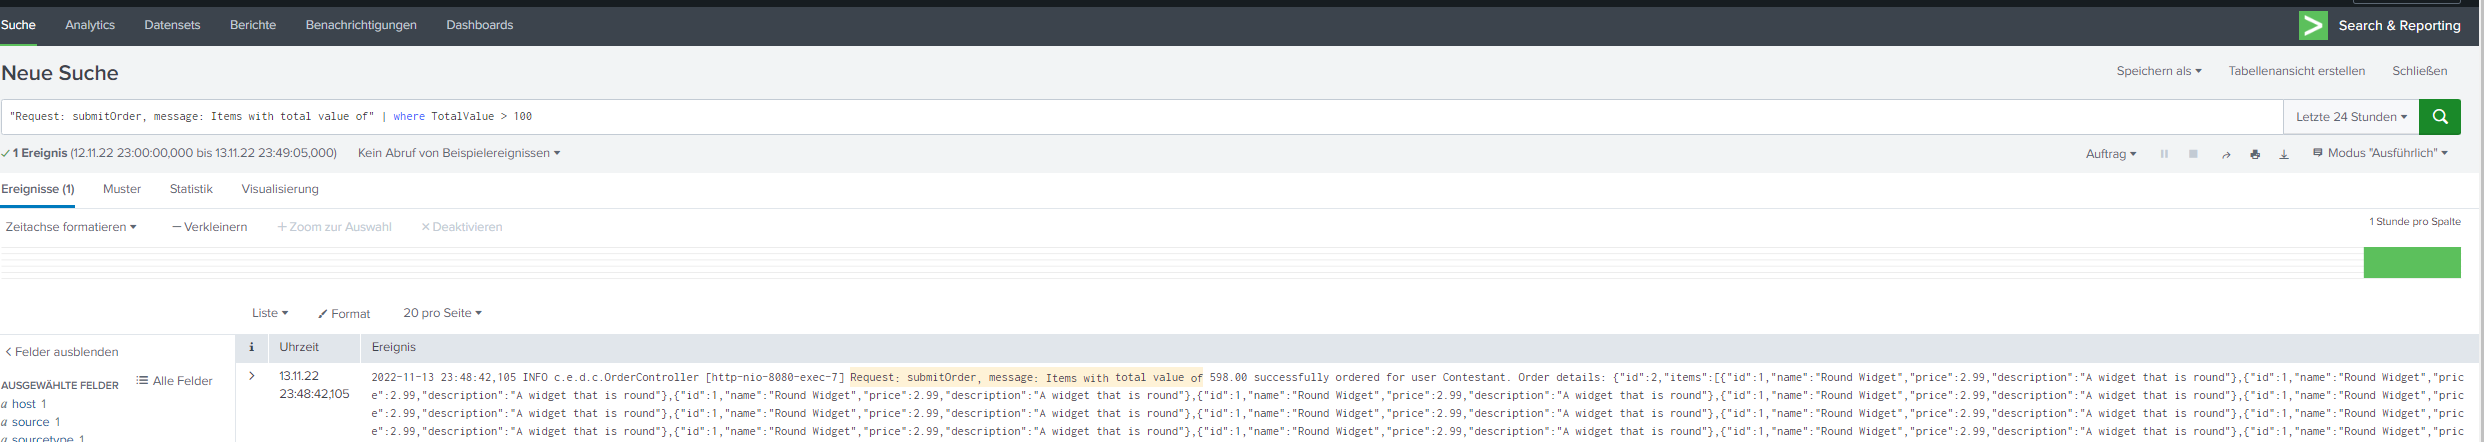 Suche Analytics Datensets Berichte Benachrichtigungen Dashboards Search & Reporting
Neue Suche
Speichern als Tabellenansicht erstellen Schließen
"Request: submitOrder, message: Items with total value of" | where TotalValue > 100
Letzte 24 Stunden
1 Ereignis (12.11.22 23:00:00,000 bis 13.11.22 23:49:05,000) Kein Abruf von Beispielereignissen
Auftrag Modus "Ausführlich"
Ereignisse (1) Muster Statistik Visualisierung
Zeitachse formatieren — Verkleinern + Zoom zur Auswahl × Deaktivieren
1 Stunde pro Spalte
Liste Format 20 pro Seite
< Felder ausblenden
i Uhrzeit Ereignis
AUSGEWÄHLTE FELDER Alle Felder
a host 1
a source 1
a sourcetype 1
> 13.11.22
23:48:42,105
2022-11-13 23:48:42,105 INFO c.e.d.c.OrderController [http-nio-8080-exec-7] Request: submitOrder, message: Items with total value of 598.00 successfully ordered for user Contestant. Order details: {"id":2,"items":[{"id":1,"name":"Round Widget","price":2.99,"description":"A widget that is round"},{"id":1,"name":"Round Widget","pric
e":2.99,"description":"A widget that is round"},{"id":1,"name":"Round Widget","price":2.99,"description":"A widget that is round"},{"id":1,"name":"Round Widget","price":2.99,"description":"A widget that is round"},{"id":1,"name":"Round Widget","price":2.99,"description":"A widget that is round"},{"id":1,"name":"Round Widget","pric
e":2.99,"description":"A widget that is round"},{"id":1,"name":"Round Widget","price":2.99,"description":"A widget that is round"},{"id":1,"name":"Round Widget","price":2.99,"description":"A widget that is round"},{"id":1,"name":"Round Widget","price":2.99,"description":"A widget that is round"},{"id":1,"name":"Round Widget","pric
e":2.99,"description":"A widget that is round"},{"id":1,"name":"Round Widget","price":2.99,"description":"A widget that is round"},{"id":1,"name":"Round Widget","price":2.99,"description":"A widget that is round"},{"id":1,"name":"Round Widget","price":2.99,"description":"A widget that is round"},{"id":1,"name":"Round Widget","pric